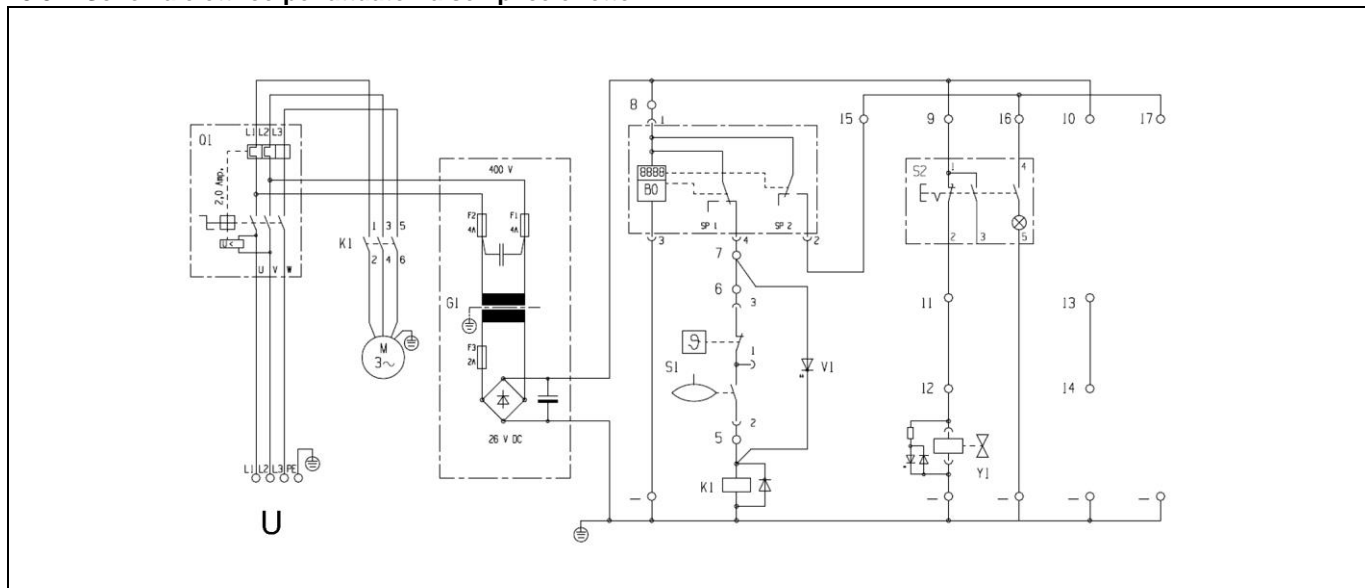 Q1
L1 L2 L3
2,0 Amp.
U<
U V W
K1
1 3 5
2 4 6
M
3~
L1 L2 L3 PE
U
400 V
F2
4A
F1
4A
G1
F3
2A
26 V DC
8
1
8888
B0
SP 1
SP 2
3
4
2
7
6
3
ϑ
1
S1
2
5
K1
V1
15
9
16
10
17
S2
1
4
2
3
5
11
13
12
14
Y1